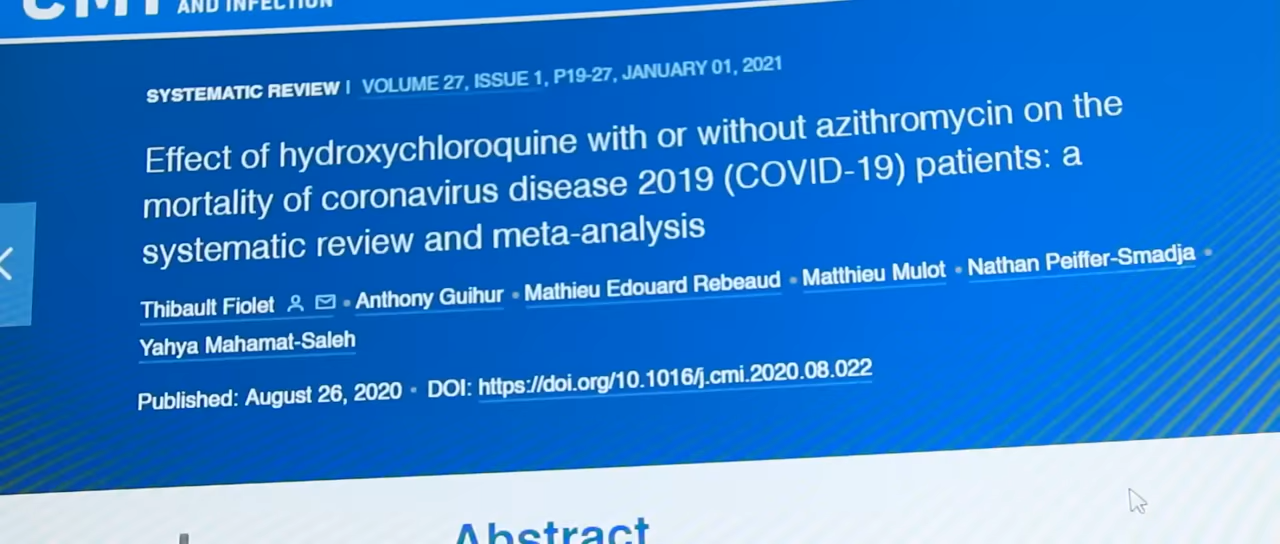 CMI AND INFECTION
SYSTEMATIC REVIEW | VOLUME 27, ISSUE 1, P19-27, JANUARY 01, 2021
Effect of hydroxychloroquine with or without azithromycin on the
mortality of coronavirus disease 2019 (COVID-19) patients: a
systematic review and meta-analysis
Thibault Fiolet • Anthony Guihur • Mathieu Edouard Rebeaud • Matthieu Mulot • Nathan Peiffer-Smadja •
Yahya Mahamat-Saleh
Published: August 26, 2020 • DOI: https://doi.org/10.1016/j.cmi.2020.08.022
Abstract